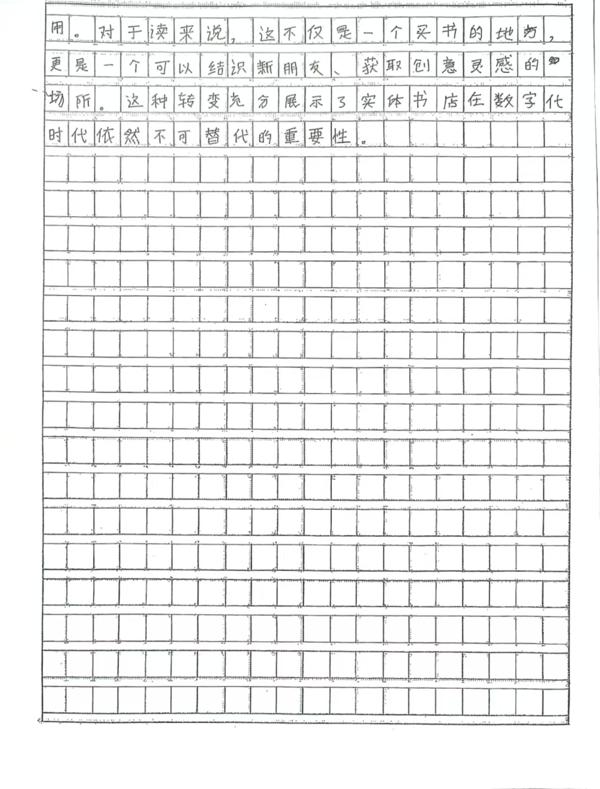 用。对于读来说，这不仅是一个买书的地方，
更是一个可以结识新朋友、获取创意灵感的
场所。这种转变充分展示了实体书店在数字化
时代依然不可替代的重要性。